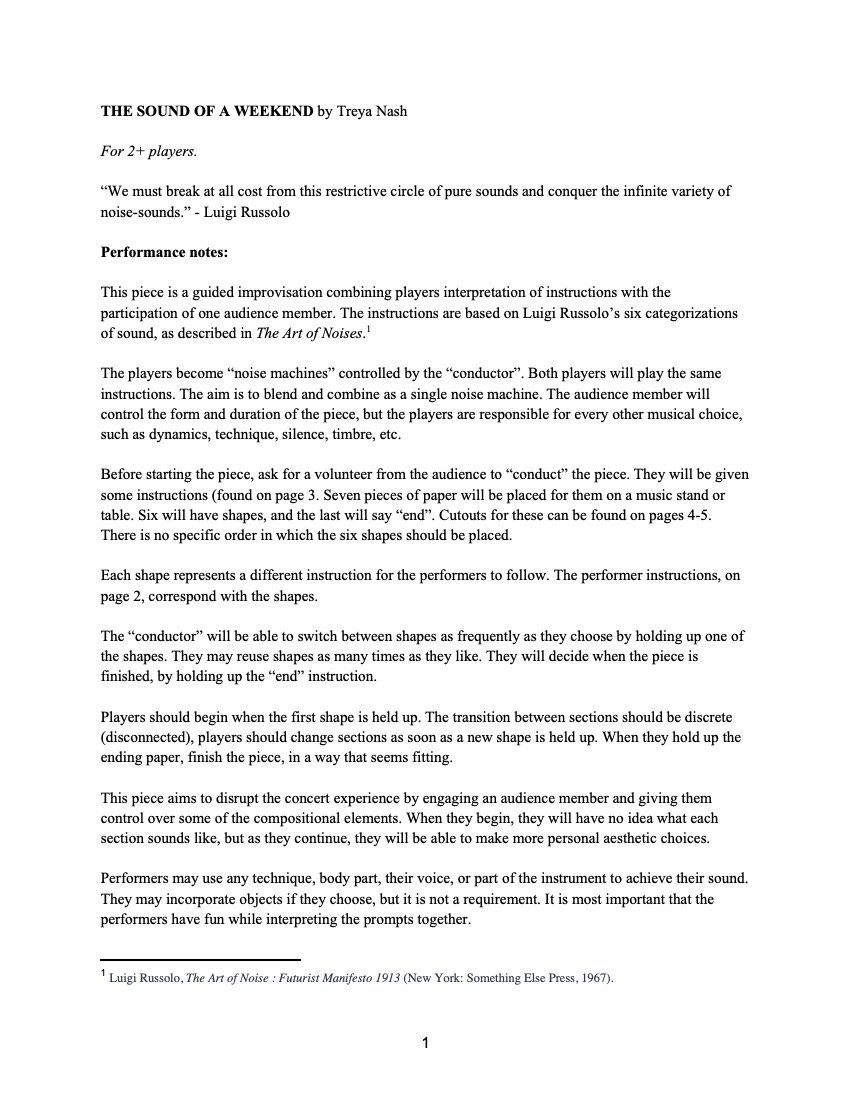 THE SOUND OF A WEEKEND by Treya Nash
For 2+ players.
“We must break at all cost from this restrictive circle of pure sounds and conquer the infinite variety of
noise-sounds.” - Luigi Russolo
Performance notes:
This piece is a guided improvisation combining players interpretation of instructions with the
participation of one audience member. The instructions are based on Luigi Russolo’s six categorizations
of sound, as described in The Art of Noises.1
The players become “noise machines” controlled by the “conductor”. Both players will play the same
instructions. The aim is to blend and combine as a single noise machine. The audience member will
control the form and duration of the piece, but the players are responsible for every other musical choice,
such as dynamics, technique, silence, timbre, etc.
Before starting the piece, ask for a volunteer from the audience to “conduct” the piece. They will be given
some instructions (found on page 3. Seven pieces of paper will be placed for them on a music stand or
table. Six will have shapes, and the last will say “end”. Cutouts for these can be found on pages 4-5.
There is no specific order in which the six shapes should be placed.
Each shape represents a different instruction for the performers to follow. The performer instructions, on
page 2, correspond with the shapes.
The “conductor” will be able to switch between shapes as frequently as they choose by holding up one of
the shapes. They may reuse shapes as many times as they like. They will decide when the piece is
finished, by holding up the “end” instruction.
Players should begin when the first shape is held up. The transition between sections should be discrete
(disconnected), players should change sections as soon as a new shape is held up. When they hold up the
ending paper, finish the piece, in a way that seems fitting.
This piece aims to disrupt the concert experience by engaging an audience member and giving them
control over some of the compositional elements. When they begin, they will have no idea what each
section sounds like, but as they continue, they will be able to make more personal aesthetic choices.
Performers may use any technique, body part, their voice, or part of the instrument to achieve their sound.
They may incorporate objects if they choose, but it is not a requirement. It is most important that the
performers have fun while interpreting the prompts together.
1 Luigi Russolo, The Art of Noise : Futurist Manifesto 1913 (New York: Something Else Press, 1967).
1